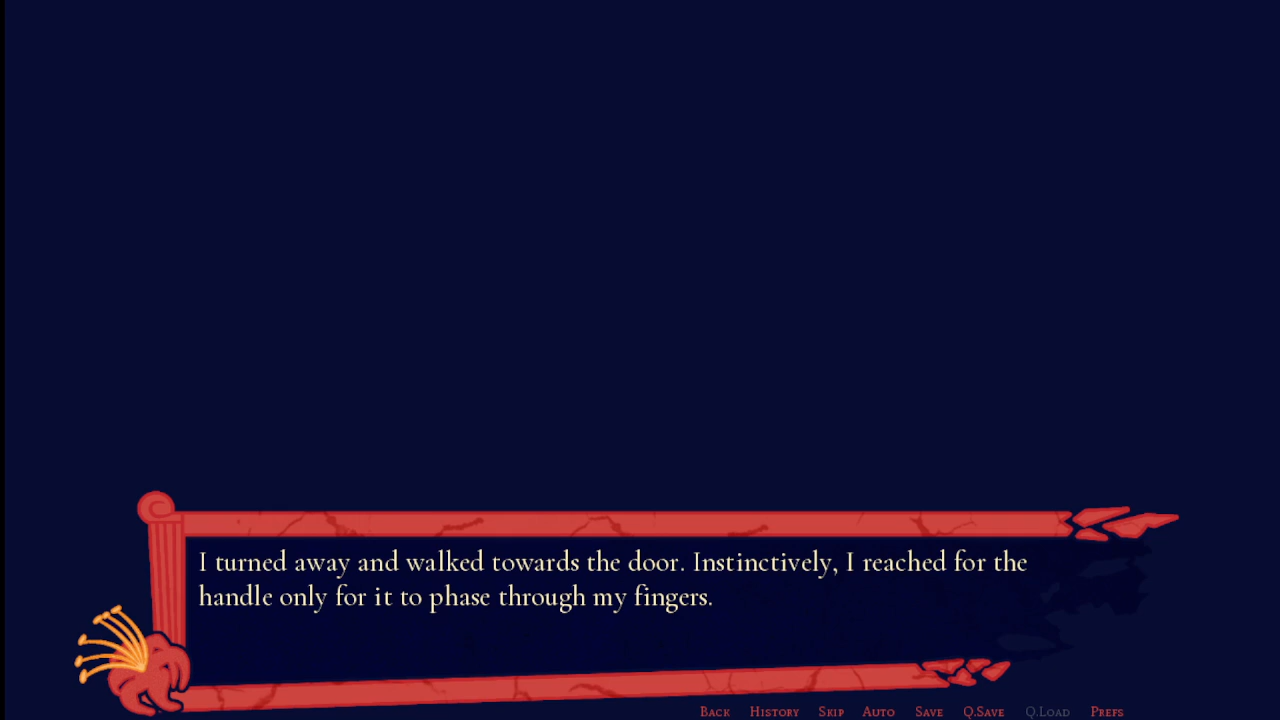 I turned away and walked towards the door. Instinctively, I reached for the
handle only for it to phase through my fingers.
Back History Skip Auto Save Q.Save Q.Load Prefs